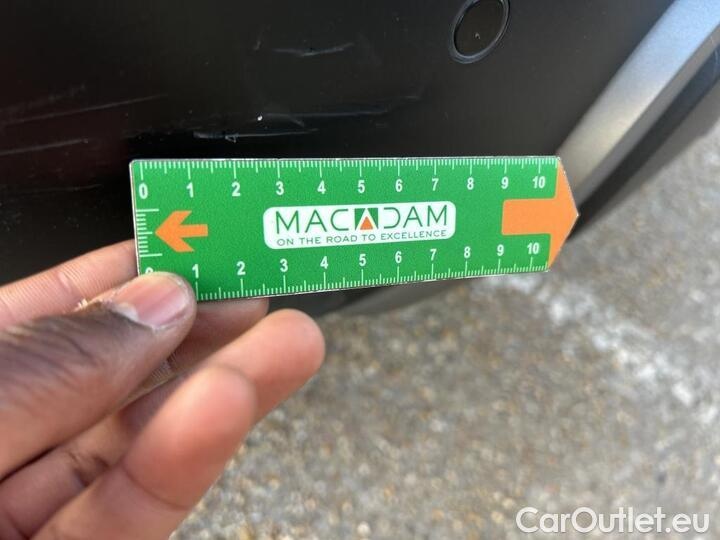 0 1 2 3 4 5 6 7 8 9 10
MACADAM
ON THE ROAD TO EXCELLENCE
0 1 2 3 4 5 6 7 8 9 10
CarOutlet.eu